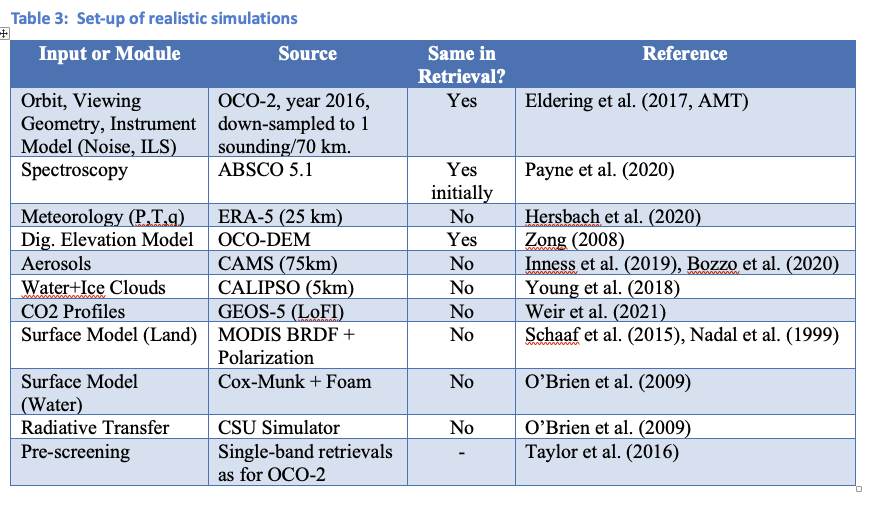 Table 3: Set-up of realistic simulations
Input or Module Source Same in Retrieval? Reference
Orbit, Viewing Geometry, Instrument Model (Noise, ILS) OCO-2, year 2016, down-sampled to 1 sounding/70 km. Yes Eldering et al. (2017, AMT)
Spectroscopy ABSCO 5.1 Yes initially Payne et al. (2020)
Meteorology (P,T,q) ERA-5 (25 km) No Hersbach et al. (2020)
Dig. Elevation Model OCO-DEM Yes Zong (2008)
Aerosols CAMS (75km) No Inness et al. (2019), Bozzo et al. (2020)
Water+Ice Clouds CALIPSO (5km) No Young et al. (2018)
CO2 Profiles GEOS-5 (LoFI) No Weir et al. (2021)
Surface Model (Land) MODIS BRDF + Polarization No Schaaf et al. (2015), Nadal et al. (1999)
Surface Model (Water) Cox-Munk + Foam No O’Brien et al. (2009)
Radiative Transfer CSU Simulator No O’Brien et al. (2009)
Pre-screening Single-band retrievals as for OCO-2 - Taylor et al. (2016)